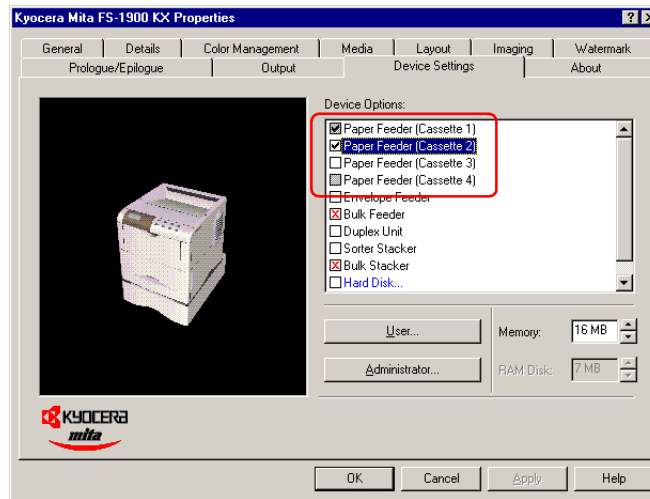 Kyocera Mita FS-1900 KX Properties
General Details Color Management Media Layout Imaging Watermark
Prologue/Epilogue Output Device Settings About
Device Options:
Paper Feeder (Cassette 1)
Paper Feeder (Cassette 2)
Paper Feeder (Cassette 3)
Paper Feeder (Cassette 4)
Envelope Feeder
Bulk Feeder
Duplex Unit
Sorter Stacker
Bulk Stacker
Hard Disk...
User... Memory: 16 MB
Administrator... RAM Disk: 7 MB
KYOCERA
mita
OK Cancel Apply Help